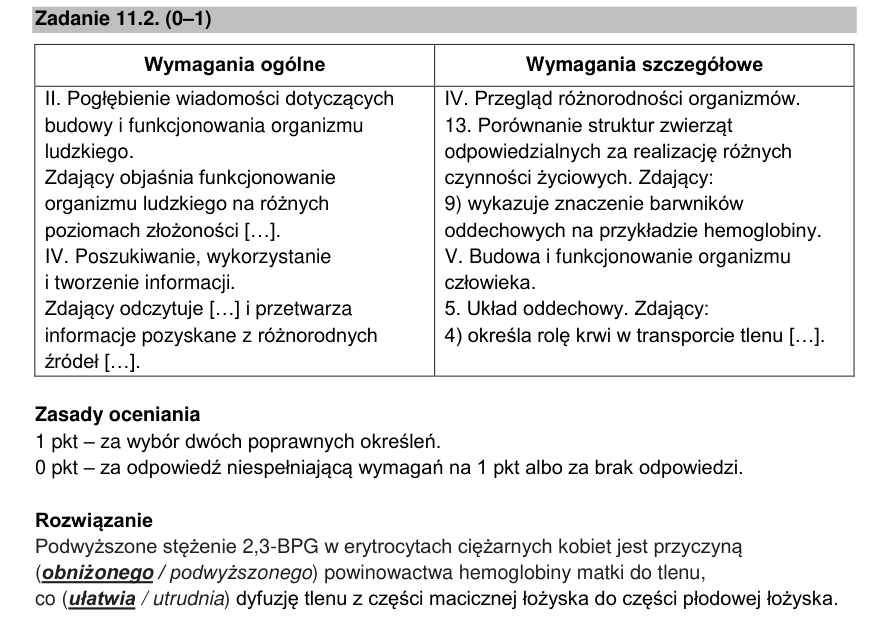 Zadanie 11.2. (0–1)
Wymagania ogólne
Wymagania szczegółowe
II. Pogłębienie wiadomości dotyczących
budowy i funkcjonowania organizmu
ludzkiego.
Zdający objaśnia funkcjonowanie
organizmu ludzkiego na różnych
poziomach złożoności […].
IV. Poszukiwanie, wykorzystanie
i tworzenie informacji.
Zdający odczytuje […] i przetwarza
informacje pozyskane z różnorodnych
źródeł […].
IV. Przegląd różnorodności organizmów.
13. Porównanie struktur zwierząt
odpowiedzialnych za realizację różnych
czynności życiowych. Zdający:
9) wykazuje znaczenie barwników
oddechowych na przykładzie hemoglobiny.
V. Budowa i funkcjonowanie organizmu
człowieka.
5. Układ oddechowy. Zdający:
4) określa rolę krwi w transporcie tlenu […].
Zasady oceniania
1 pkt – za wybór dwóch poprawnych określeń.
0 pkt – za odpowiedź niespełniającą wymagań na 1 pkt albo za brak odpowiedzi.
Rozwiązanie
Podwyższone stężenie 2,3-BPG w erytrocytach ciężarnych kobiet jest przyczyną
(obniżonego / podwyższonego) powinowactwa hemoglobiny matki do tlenu,
co (ułatwia / utrudnia) dyfuzję tlenu z części macicznej łożyska do części płodowej łożyska.